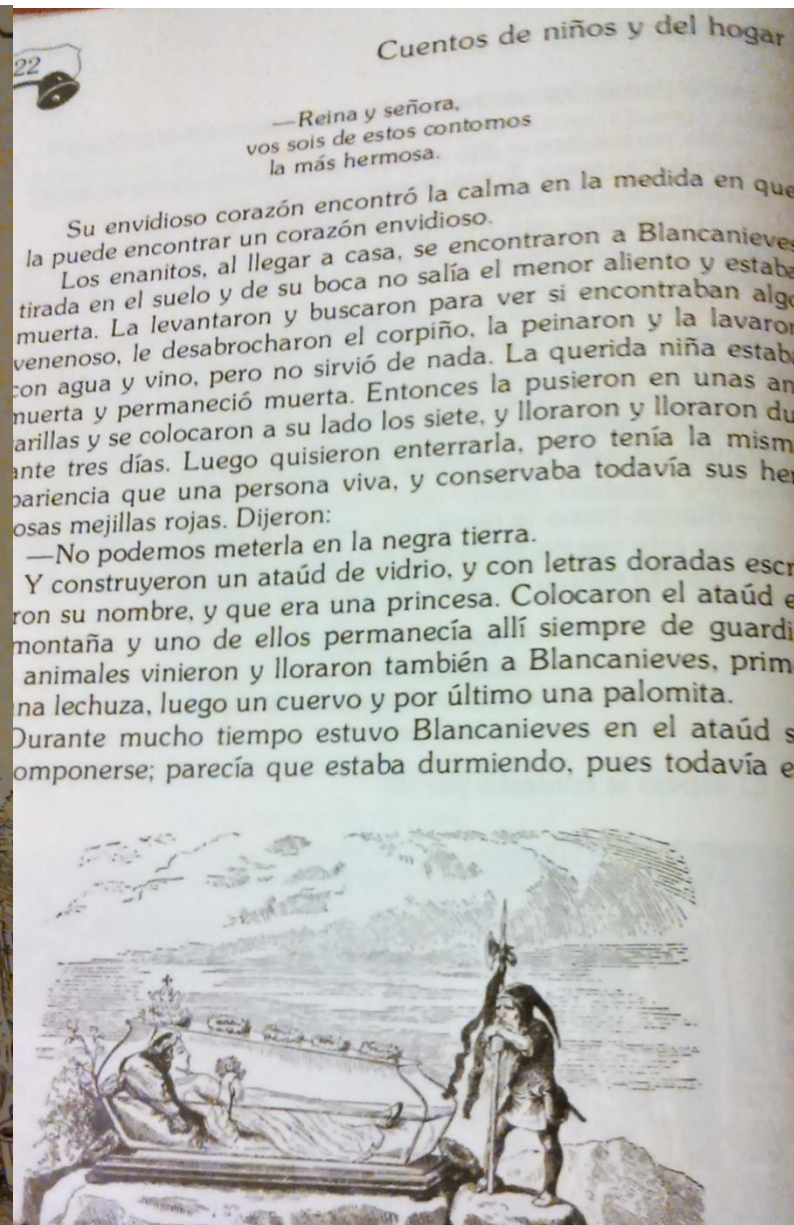 22
Cuentos de niños y del hogar
—Reina y señora,
vos sois de estos contornos
la más hermosa.
Su envidioso corazón encontró la calma en la medida en que
la puede encontrar un corazón envidioso.
Los enanitos, al llegar a casa, se encontraron a Blancanieves
tirada en el suelo y de su boca no salía el menor aliento y estaba
muerta. La levantaron y buscaron para ver si encontraban algo
venenoso, le desabrocharon el corpiño, la peinaron y la lavaron
con agua y vino, pero no sirvió de nada. La querida niña estaba
muerta y permaneció muerta. Entonces la pusieron en unas an
arillas y se colocaron a su lado los siete, y lloraron y lloraron du
ante tres días. Luego quisieron enterrarla, pero tenía la mism
pariencia que una persona viva, y conservaba todavía sus her
osas mejillas rojas. Dijeron:
—No podemos meterla en la negra tierra.
Y construyeron un ataúd de vidrio, y con letras doradas escr
ron su nombre, y que era una princesa. Colocaron el ataúd e
montaña y uno de ellos permanecía allí siempre de guardi
animales vinieron y lloraron también a Blancanieves, prim
na lechuza, luego un cuervo y por último una palomita.
Durante mucho tiempo estuvo Blancanieves en el ataúd s
omponerse; parecía que estaba durmiendo, pues todavía e